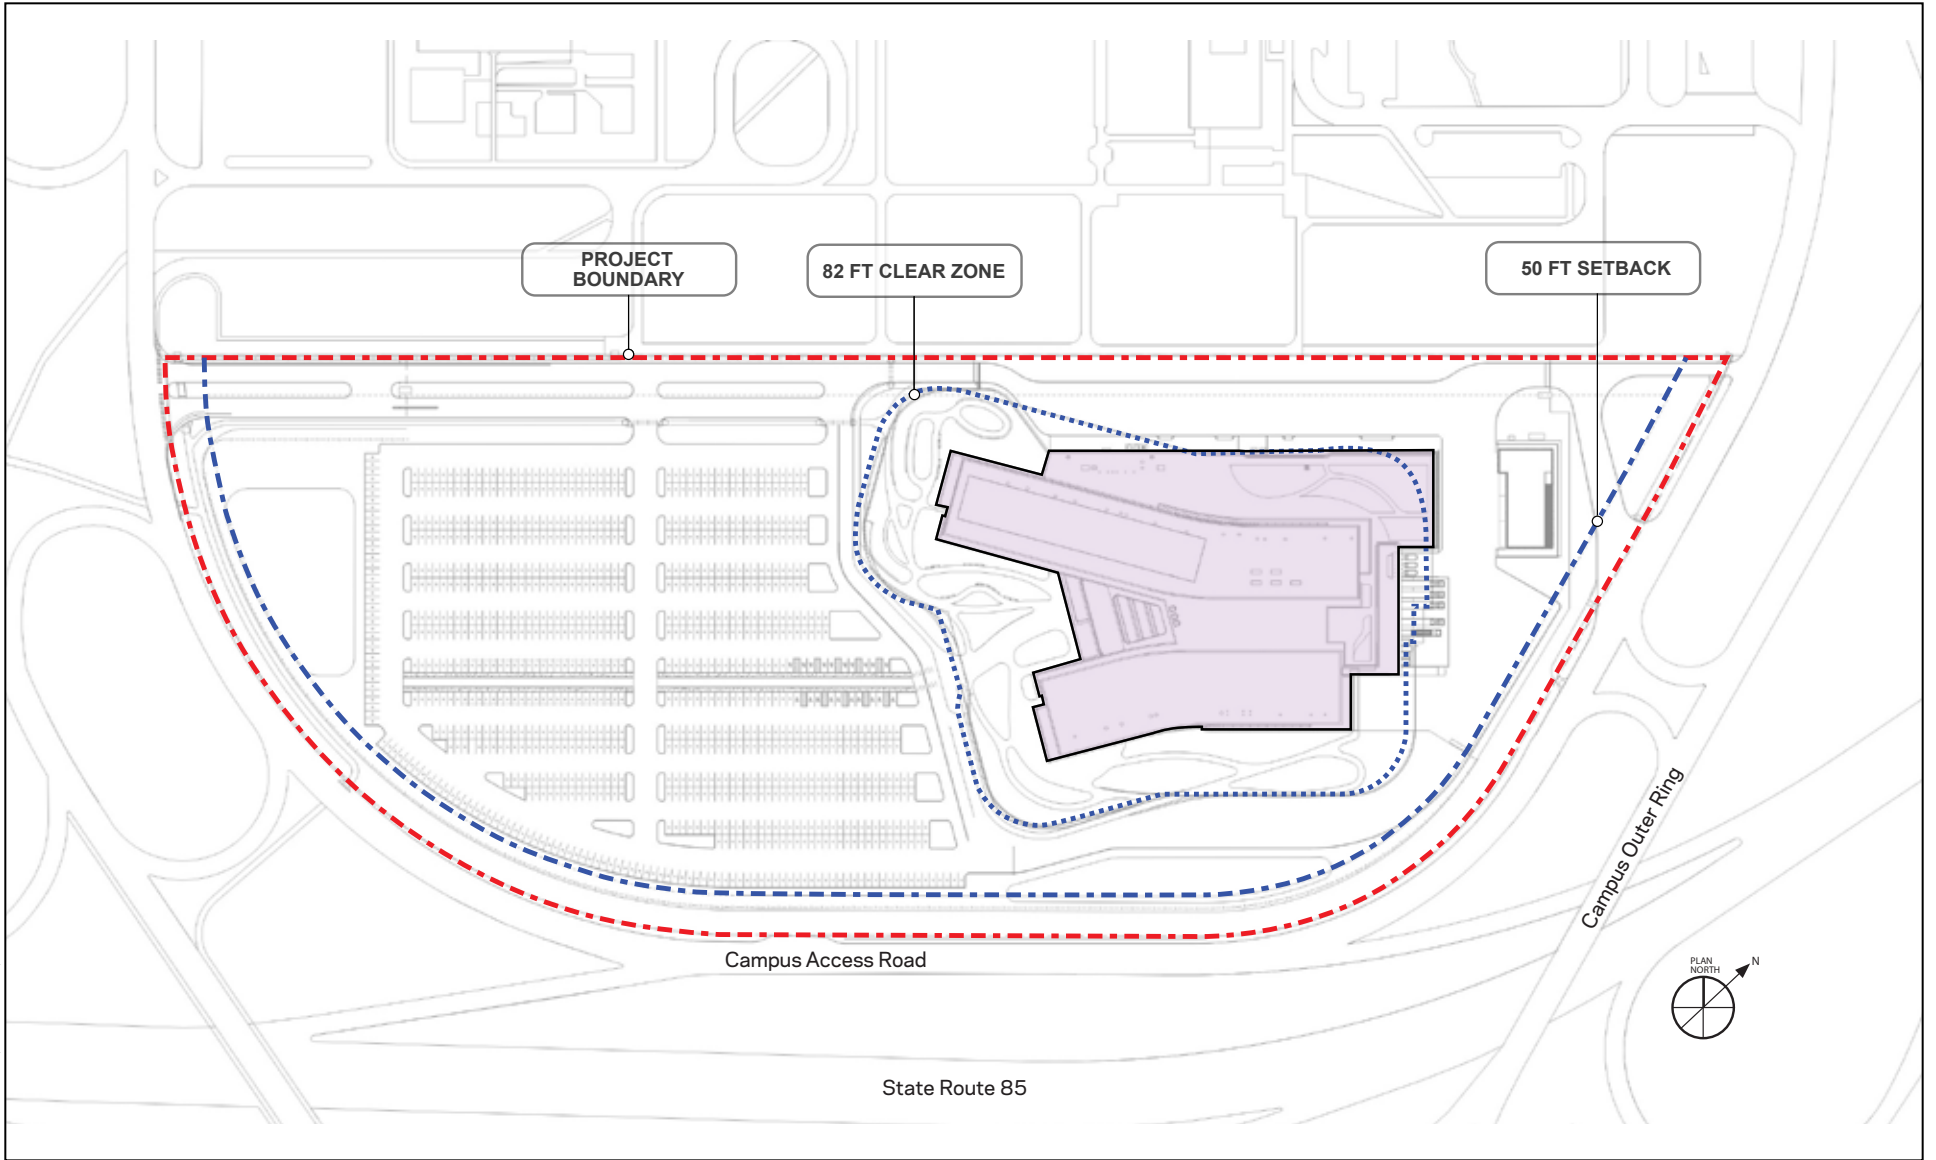 PROJECT
BOUNDARY
82 FT CLEAR ZONE
50 FT SETBACK
Campus Outer Ring
Campus Access Road
PLAN
NORTH
N
State Route 85